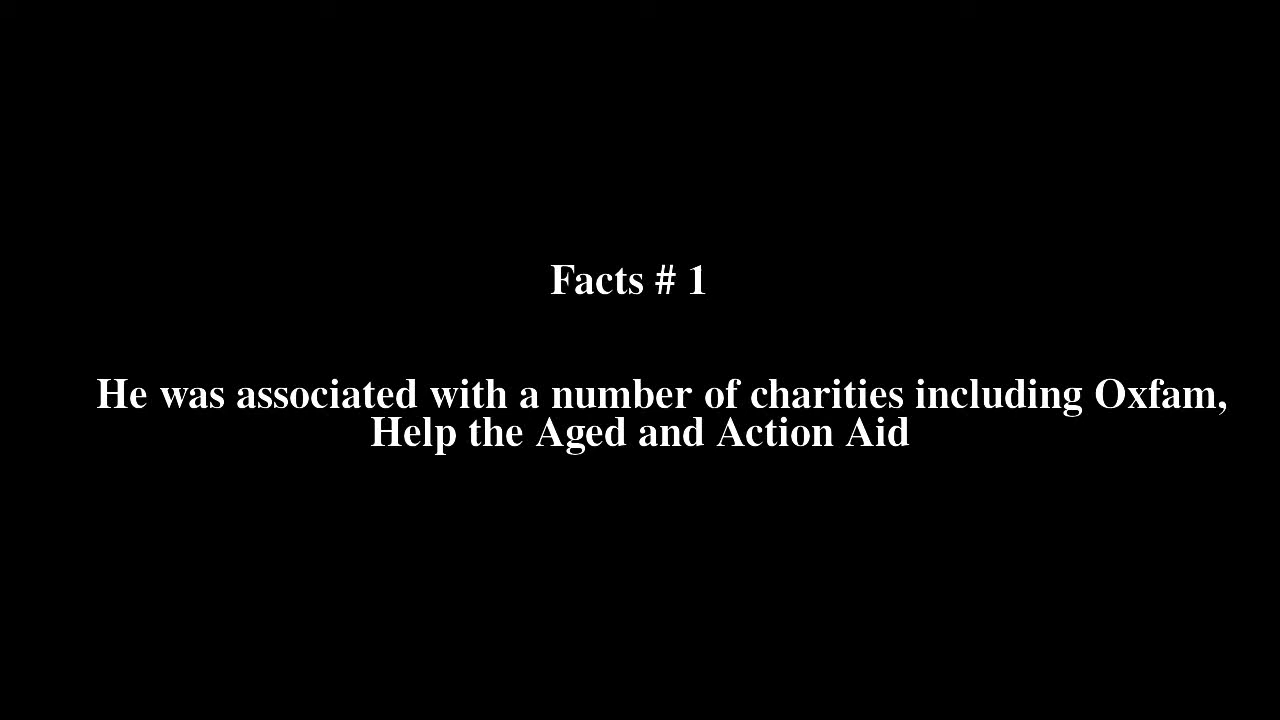 Facts # 1
He was associated with a number of charities including Oxfam,
Help the Aged and Action Aid